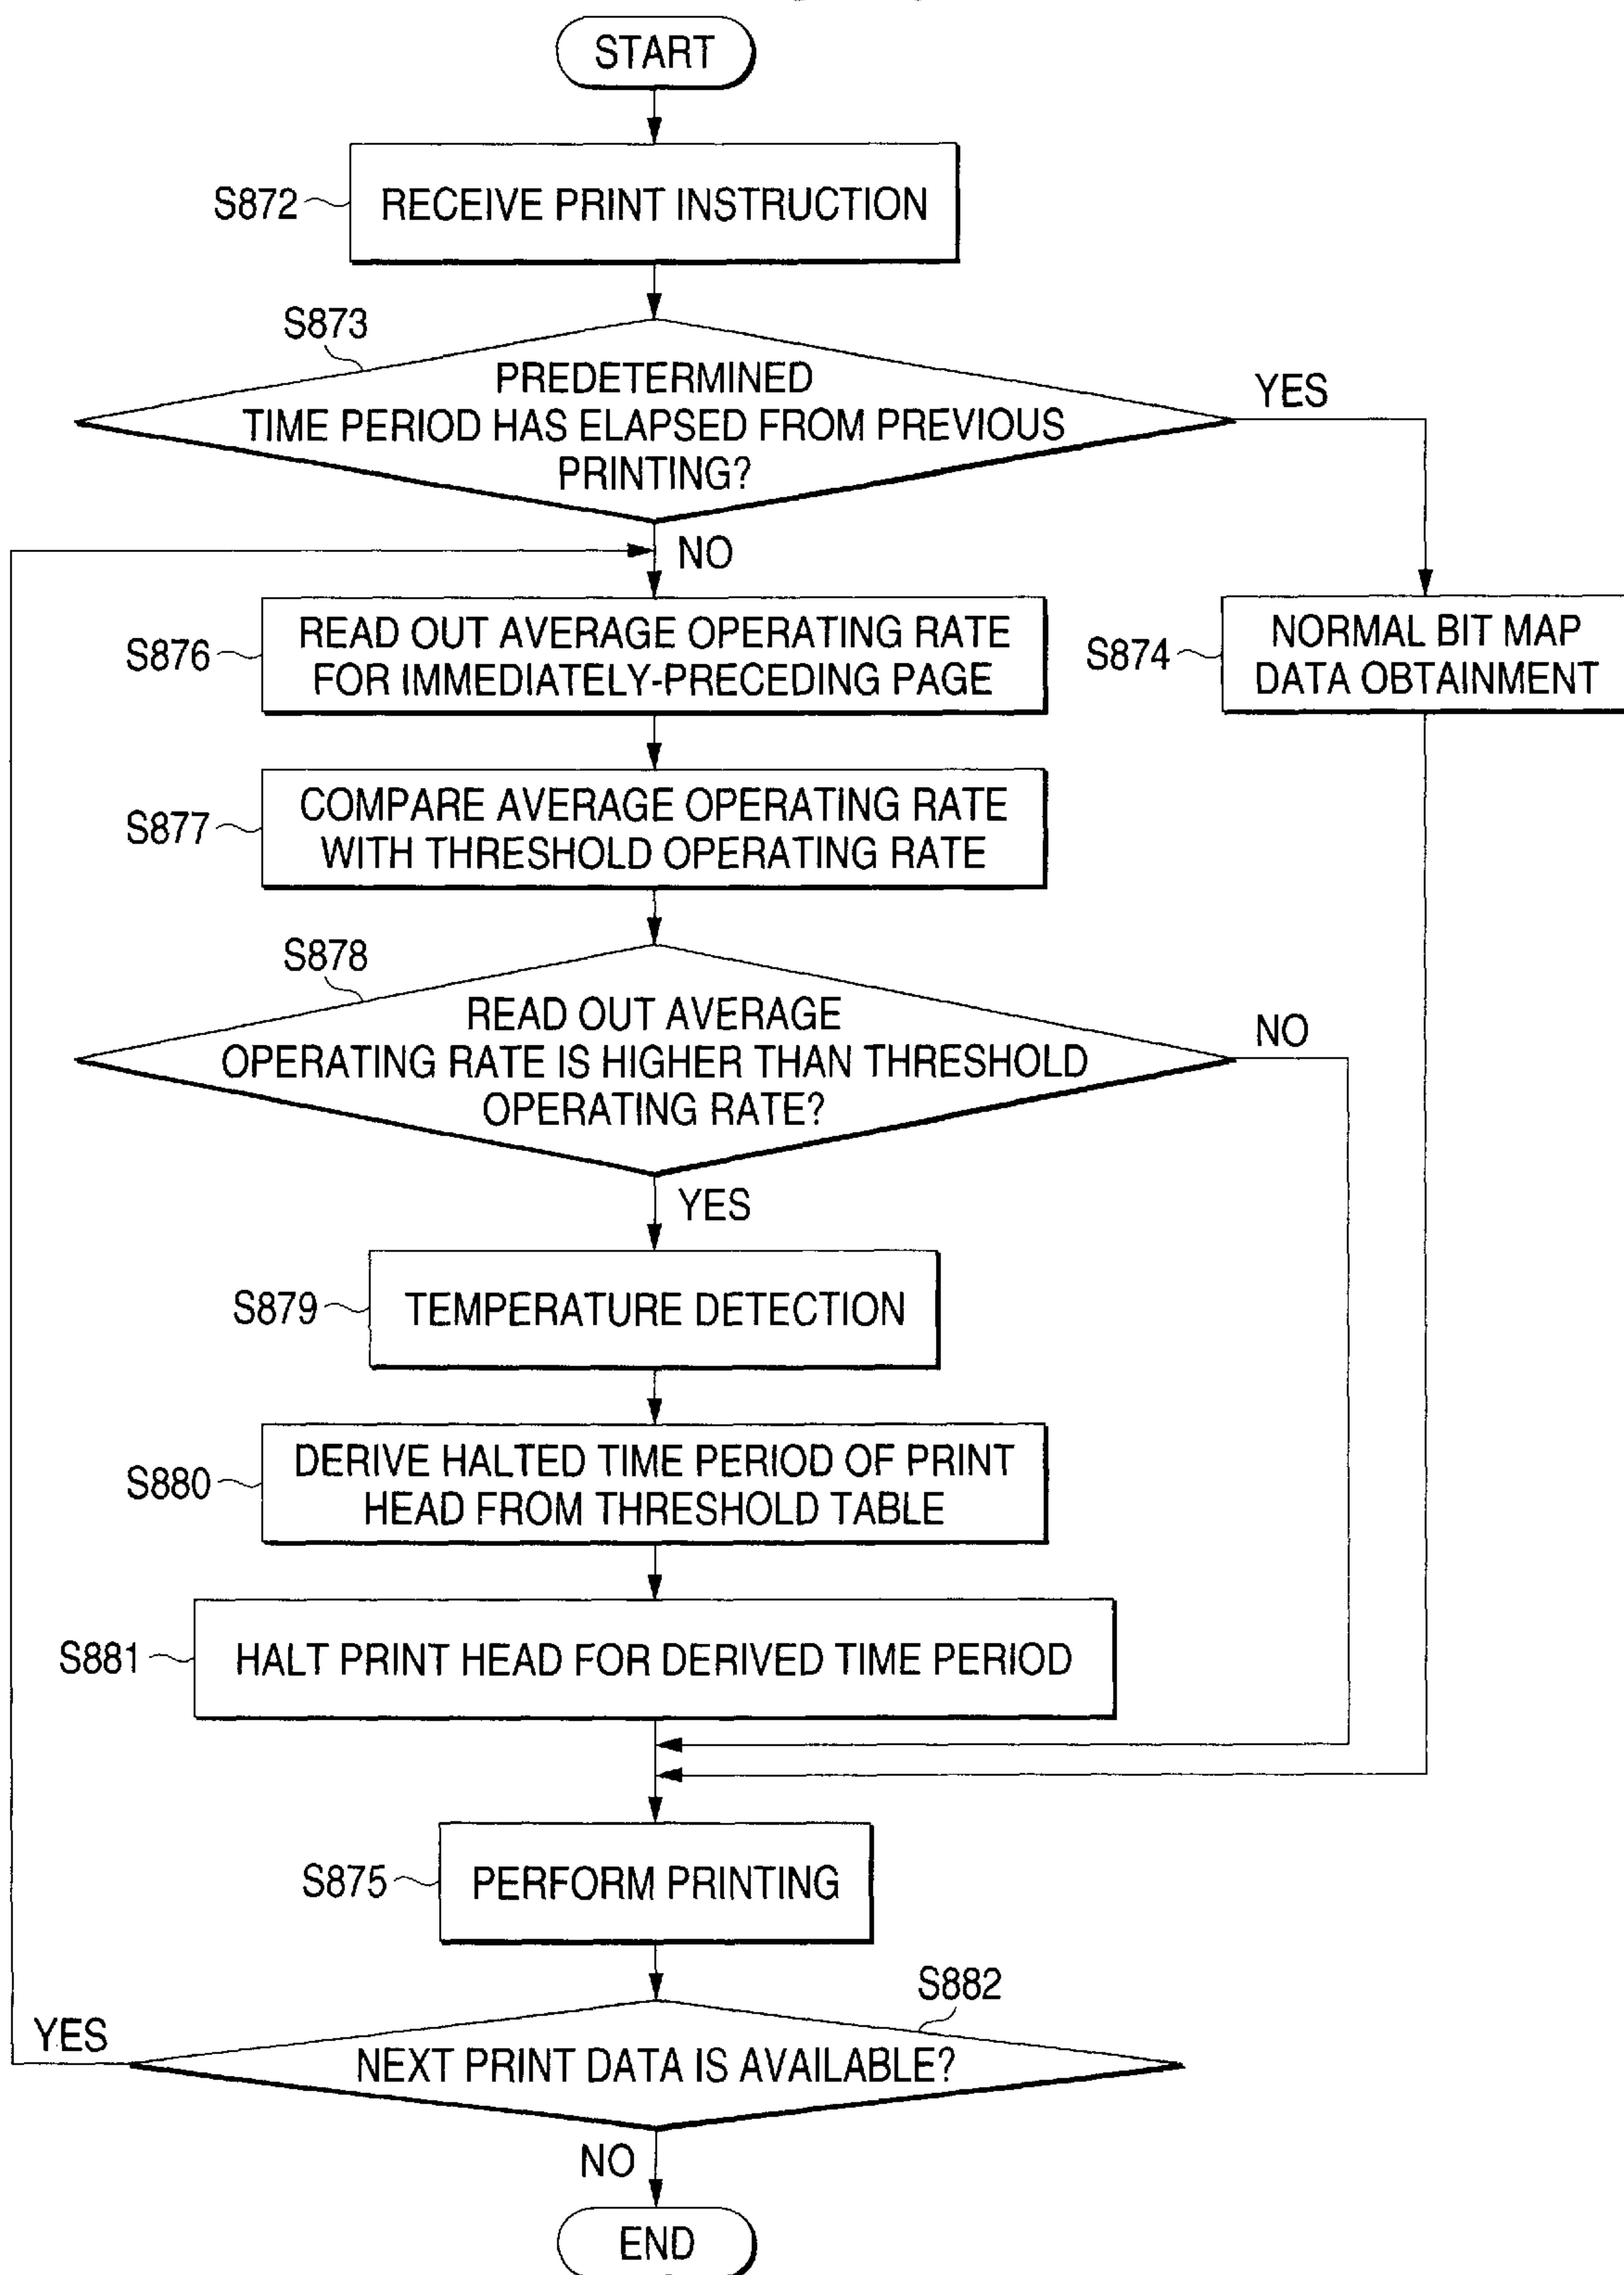 START
S872
RECEIVE PRINT INSTRUCTION
S873
PREDETERMINED
TIME PERIOD HAS ELAPSED FROM PREVIOUS
PRINTING?
YES
NO
S876
READ OUT AVERAGE OPERATING RATE
FOR IMMEDIATELY-PRECEDING PAGE
S874
NORMAL BIT MAP
DATA OBTAINMENT
S877
COMPARE AVERAGE OPERATING RATE
WITH THRESHOLD OPERATING RATE
S878
READ OUT AVERAGE
OPERATING RATE IS HIGHER THAN THRESHOLD
OPERATING RATE?
NO
YES
S879
TEMPERATURE DETECTION
S880
DERIVE HALTED TIME PERIOD OF PRINT
HEAD FROM THRESHOLD TABLE
S881
HALT PRINT HEAD FOR DERIVED TIME PERIOD
S875
PERFORM PRINTING
S882
YES
NEXT PRINT DATA IS AVAILABLE?
NO
END